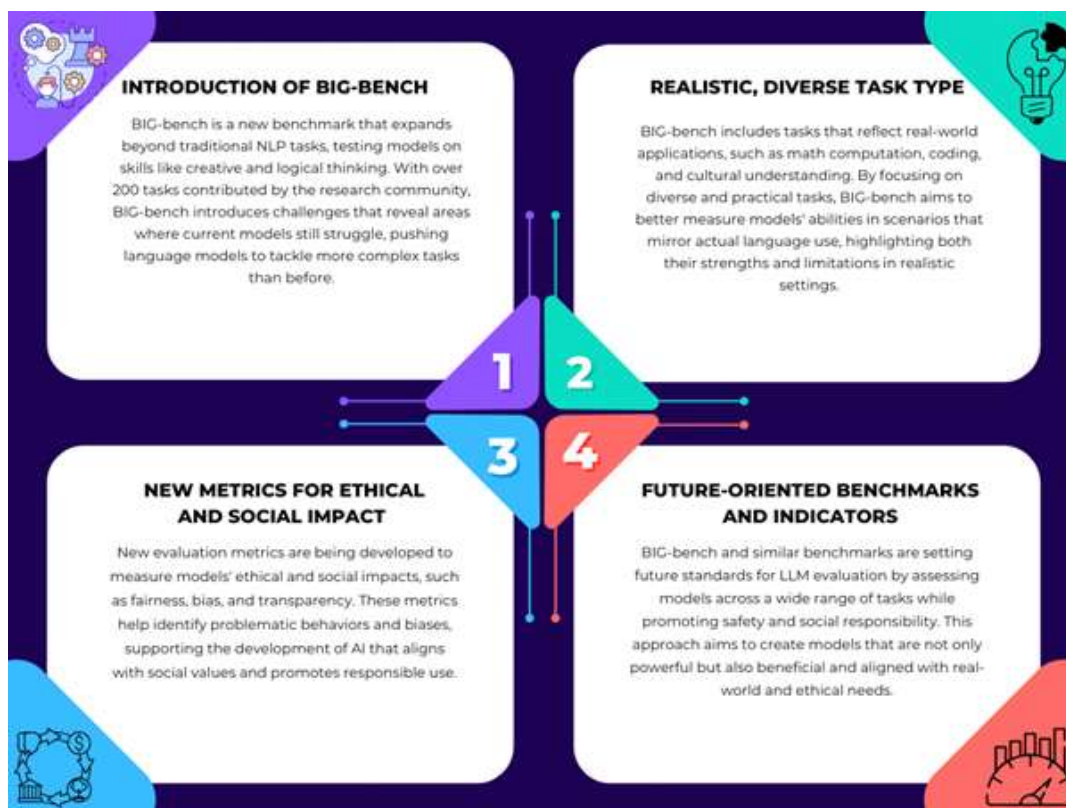 INTRODUCTION OF BIG-BENCH
BIG-bench is a new benchmark that expands
beyond traditional NLP tasks, testing models on
skills like creative and logical thinking. With over
200 tasks contributed by the research community,
BIG-bench introduces challenges that reveal areas
where current models still struggle, pushing
language models to tackle more complex tasks
than before.
REALISTIC, DIVERSE TASK TYPE
BIG-bench includes tasks that reflect real-world
applications, such as math computation, coding,
and cultural understanding. By focusing on
diverse and practical tasks, BIG-bench aims to
better measure models' abilities in scenarios that
mirror actual language use, highlighting both
their strengths and limitations in realistic
settings.
1
2
3
4
NEW METRICS FOR ETHICAL
AND SOCIAL IMPACT
New evaluation metrics are being developed to
measure models' ethical and social impacts, such
as fairness, bias, and transparency. These metrics
help identify problematic behaviors and biases,
supporting the development of AI that aligns
with social values and promotes responsible use.
FUTURE-ORIENTED BENCHMARKS
AND INDICATORS
BIG-bench and similar benchmarks are setting
future standards for LLM evaluation by assessing
models across a wide range of tasks while
promoting safety and social responsibility. This
approach aims to create models that are not only
powerful but also beneficial and aligned with real-
world and ethical needs.